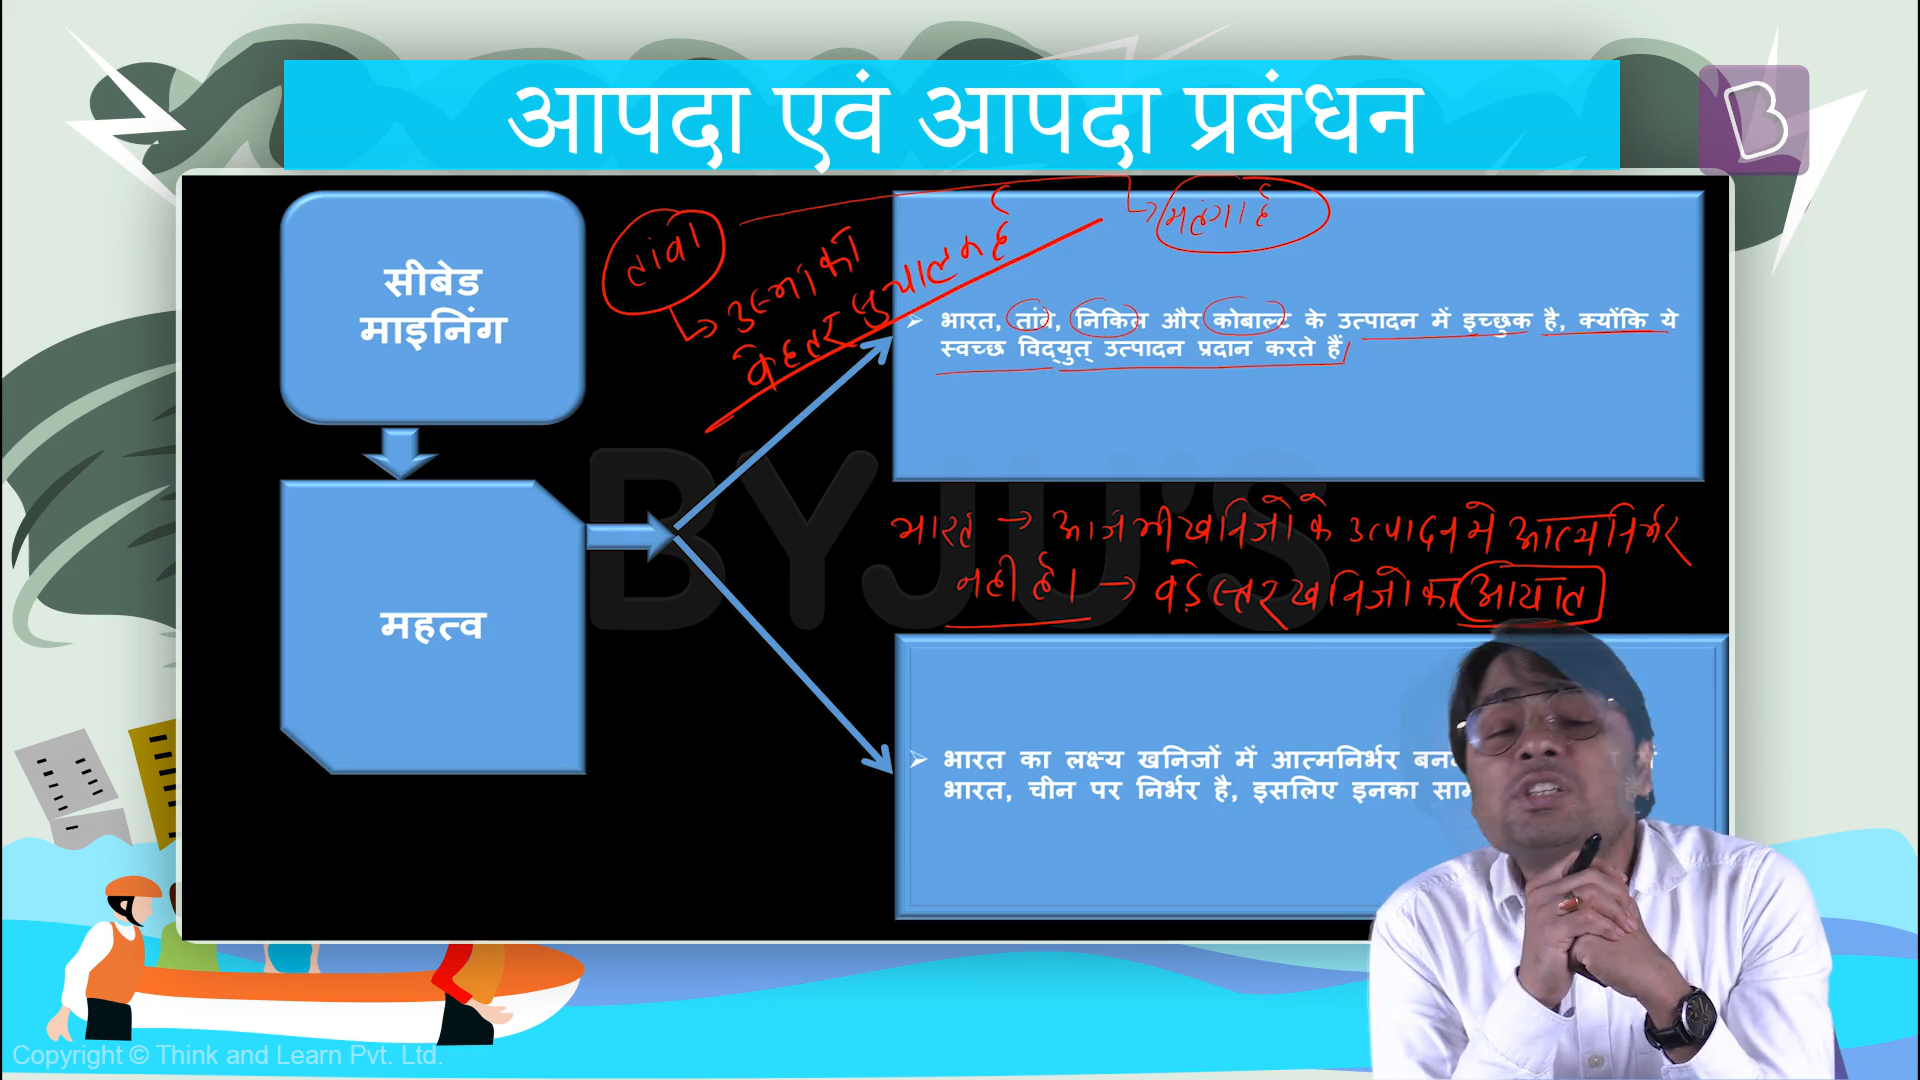 आपदा एवं आपदा प्रबंधन
B
सीबेड
माइनिंग
महत्व
तांबा
उष्मा की
बेहतर सुचालक है
महंगा है
➢ भारत, तांबे, निकिल और कोबाल्ट के उत्पादन में इच्छुक है, क्योंकि ये
स्वच्छ विद्युत् उत्पादन प्रदान करते हैं
भारत → आज भी खनिजों के उत्पादन मे आत्मनिर्भर
नही है। → बड़े स्तर खनिजो का आयात
➢ भारत का लक्ष्य खनिजों में आत्मनिर्भर
भारत, चीन पर निर्भर है, इसलिए इनका
BYJU'S
Copyright © Think and Learn Pvt. Ltd.